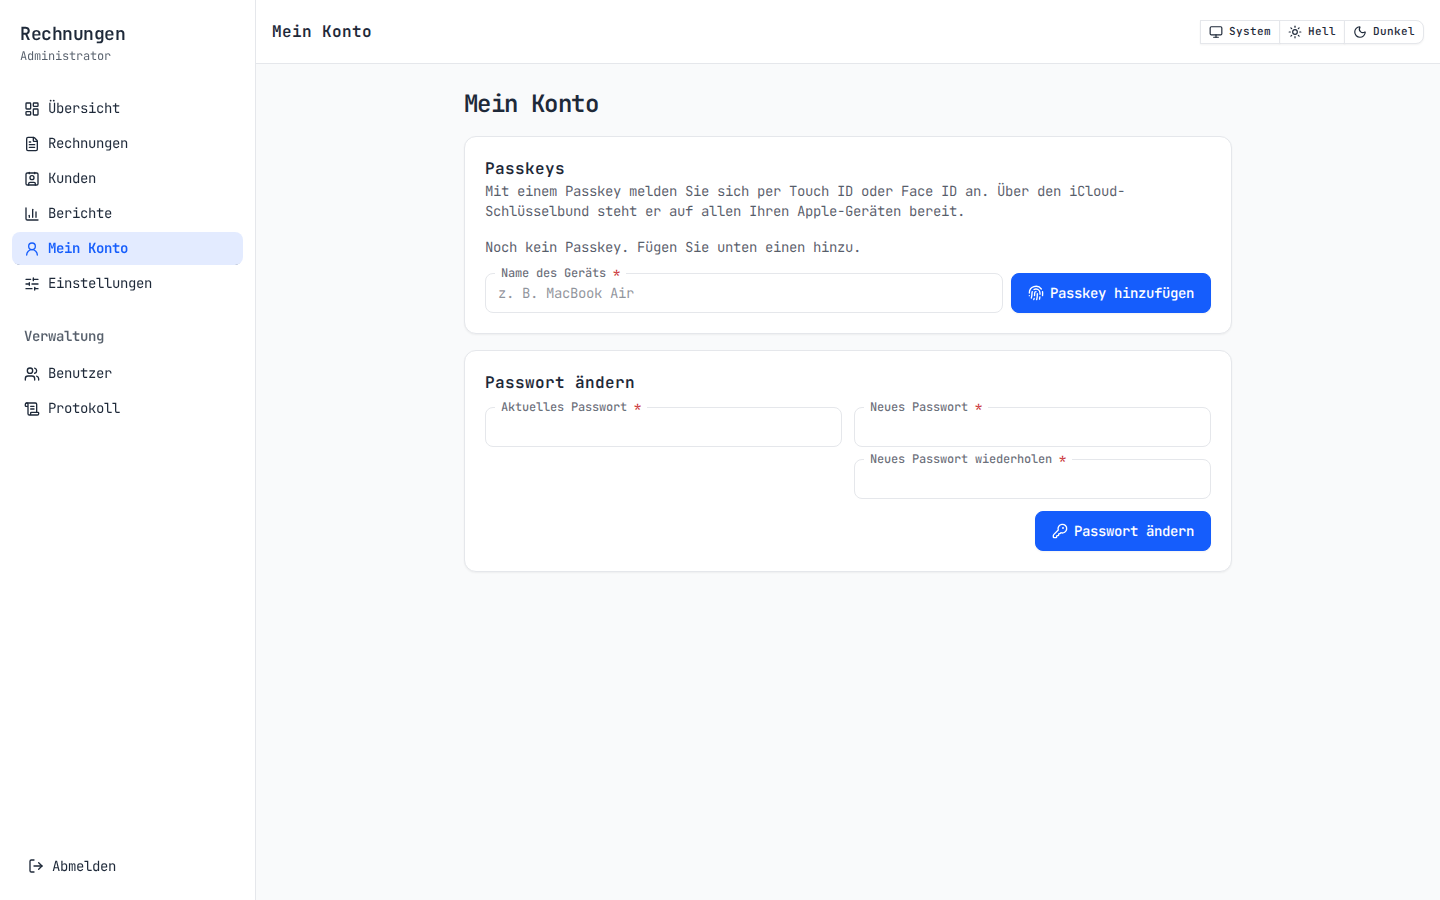 Rechnungen
Administrator
Übersicht
Rechnungen
Kunden
Berichte
Mein Konto
Einstellungen
Verwaltung
Benutzer
Protokoll
Abmelden
Mein Konto
System
Hell
Dunkel
Mein Konto
Passkeys
Mit einem Passkey melden Sie sich per Touch ID oder Face ID an. Über den iCloud-
Schlüsselbund steht er auf allen Ihren Apple-Geräten bereit.
Noch kein Passkey. Fügen Sie unten einen hinzu.
Name des Geräts *
z. B. MacBook Air
Passkey hinzufügen
Passwort ändern
Aktuelles Passwort *
Neues Passwort *
Neues Passwort wiederholen *
Passwort ändern